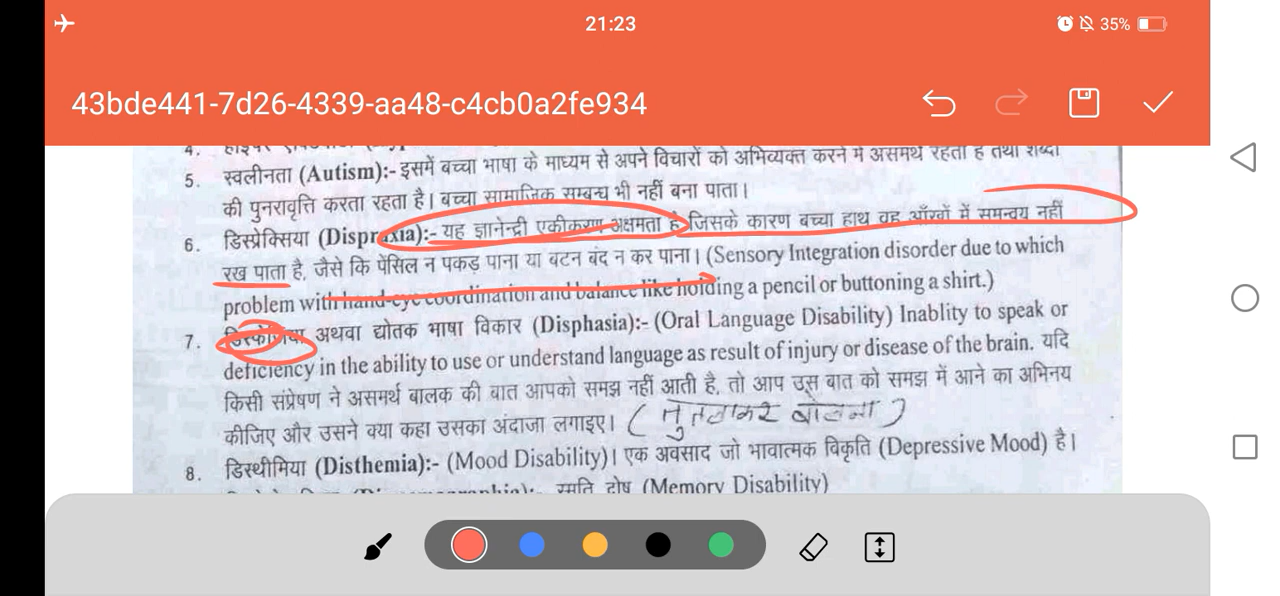 21:23
35%
43bde441-7d26-4339-aa48-c4cb0a2fe934
5. स्वलीनता (Autism):- इसमें बच्चा भाषा के माध्यम से अपने विचारों को अभिव्यक्त करने में असमर्थ रहता है तथा शब्दों
की पुनरावृत्ति करता रहता है। बच्चा सामाजिक सम्बन्ध भी नहीं बना पाता।
6. डिस्प्रेक्सिया (Dispraxia):- यह ज्ञानेन्द्री एकीकरण अक्षमता है जिसके कारण बच्चा हाथ वह आँखों में समन्वय नहीं
रख पाता है, जैसे कि पेंसिल न पकड़ पाना या बटन बंद न कर पाना। (Sensory Integration disorder due to which
problem with hand-eye coordination and balance like holding a pencil or buttoning a shirt.)
7. डिस्फेजिया अथवा द्योतक भाषा विकार (Disphasia):- (Oral Language Disability) Inablity to speak or
deficiency in the ability to use or understand language as result of injury or disease of the brain. यदि
किसी संप्रेषण ने असमर्थ बालक की बात आपको समझ नहीं आती है, तो आप उस बात को समझ में आने का अभिनय
कीजिए और उसने क्या कहा उसका अंदाजा लगाइए। (तुतलाकर बोलना)
8. डिस्थीमिया (Disthemia):- (Mood Disability)। एक अवसाद जो भावात्मक विकृति (Depressive Mood) है।
स्मृति दोष (Memory Disability)